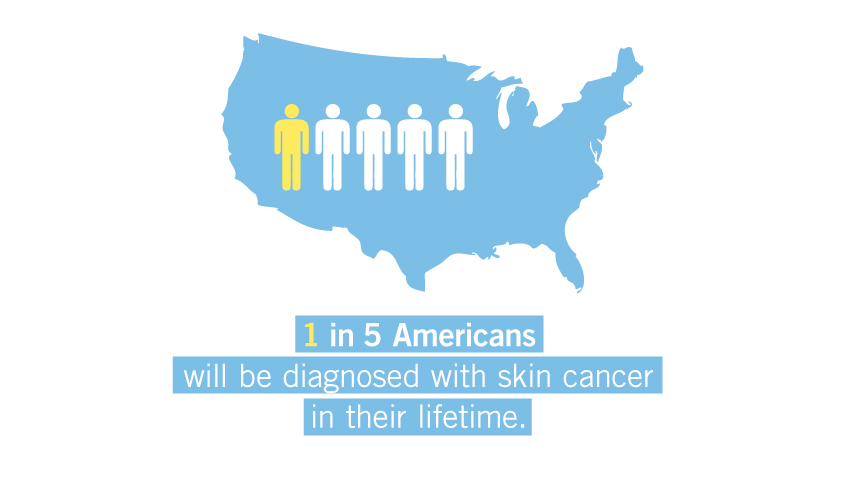 1 in 5 Americans
will be diagnosed with skin cancer
in their lifetime.